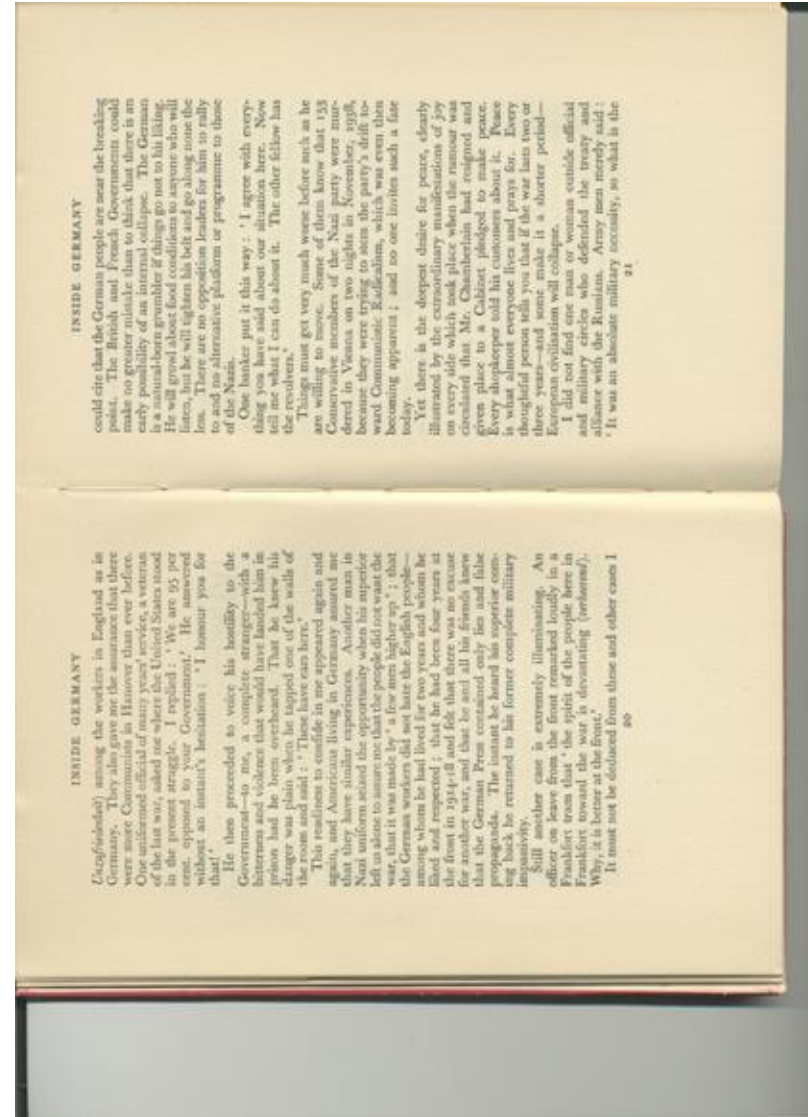 INSIDE GERMANY
Unzufriedenheit) among the workers in England as in
Germany. They also gave me the assurance that there
were more Communists in Hanover than ever before.
One uniformed official of many years' service, a veteran
of the last war, asked me where the United States stood
in the present struggle. I replied : ' We are 95 per
cent. opposed to your Government.' He answered
without an instant's hesitation : ' I honour you for
that! '
He then proceeded to voice his hostility to the
Government—to me, a complete stranger—with a
bitterness and violence that would have landed him in
prison had he been overheard. That he knew his
danger was plain when he tapped one of the walls of
the room and said : ' These have ears here.'
This readiness to confide in me appeared again and
again, and Americans living in Germany assured me
that they have similar experiences. Another man in
Nazi uniform seized the opportunity when his superior
left us alone to assure me that the people did not want the
war, that it was made by ' a few men higher up ' ; that
the German workers did not hate the English people—
among whom he had lived for two years and whom he
liked and respected ; that he had been four years at
the front in 1914-18 and felt that there was no excuse
for another war, and that he and all his friends knew
that the German Press contained only lies and false
propaganda. The instant he heard his superior com-
ing back he returned to his former complete military
impassivity.
Still another case is extremely illuminating. An
officer on leave from the front remarked loudly in a
Frankfort tram that ' the spirit of the people here in
Frankfort toward the war is devastating (verheerend).
Why, it is better at the front.'
It must not be deduced from these and other cases I
20
INSIDE GERMANY
could cite that the German people are near the breaking
point. The British and French Governments could
make no greater mistake than to think that there is an
early possibility of an internal collapse. The German
is a natural-born grumbler if things go not to his liking.
He will growl about food conditions to anyone who will
listen, but he will tighten his belt and go along none the
less. There are no opposition leaders for him to rally
to and no alternative platform or programme to those
of the Nazis.
One banker put it this way : ' I agree with every-
thing you have said about our situation here. Now
tell me what I can do about it. The other fellow has
the revolvers.'
Things must get very much worse before such as he
are willing to move. Some of them know that 155
Conservative members of the Nazi party were mur-
dered in Vienna on two nights in November, 1938,
because they were trying to stem the party's drift to-
ward Communistic Radicalism, which was even then
becoming apparent ; and no one invites such a fate
today.
Yet there is the deepest desire for peace, clearly
illustrated by the extraordinary manifestations of joy
on every side which took place when the rumour was
circulated that Mr. Chamberlain had resigned and
given place to a Cabinet pledged to make peace.
Every shopkeeper told his customers about it. Peace
is what almost everyone lives and prays for. Every
thoughtful person tells you that if the war lasts two or
three years—and some make it a shorter period—
European civilisation will collapse.
I did not find one man or woman outside official
and military circles who defended the treaty and
alliance with the Russians. Army men merely said :
' It was an absolute military necessity, so what is the
21